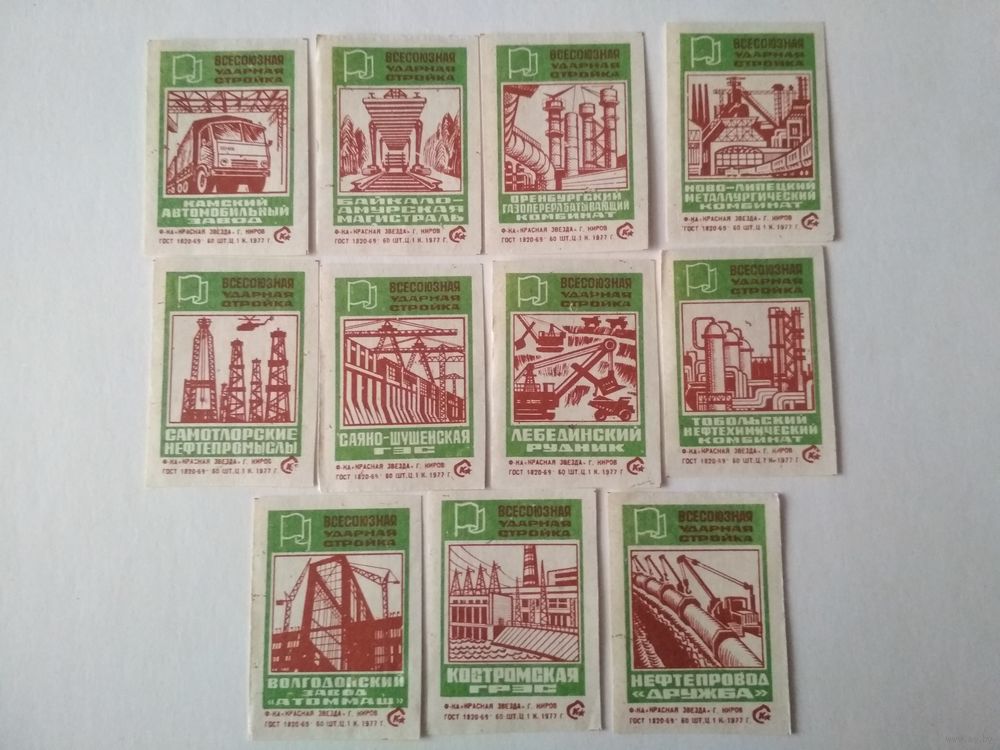 ВСЕСОЮЗНАЯ
УДАРНАЯ
СТРОЙКА
КАМСКИЙ
АВТОМОБИЛЬНЫЙ
ЗАВОД
Ф-КА «КРАСНАЯ ЗВЕЗДА» Г. КИРОВ
ГОСТ 1820-69 60 ШТ. Ц. 1 К. 1977 Г.
ВСЕСОЮЗНАЯ
УДАРНАЯ
СТРОЙКА
БАЙКАЛО-
АМУРСКАЯ
МАГИСТРАЛЬ
Ф-КА «КРАСНАЯ ЗВЕЗДА» Г. КИРОВ
ГОСТ 1820-69 60 ШТ. Ц. 1 К. 1977 Г.
ВСЕСОЮЗНАЯ
УДАРНАЯ
СТРОЙКА
ОРЕНБУРГСКИЙ
ГАЗОПЕРЕРАБАТЫВАЮЩИЙ
КОМБИНАТ
Ф-КА «КРАСНАЯ ЗВЕЗДА» Г. КИРОВ
ГОСТ 1820-69 60 ШТ. Ц. 1 К. 1977 Г.
ВСЕСОЮЗНАЯ
УДАРНАЯ
СТРОЙКА
НОВО-ЛИПЕЦКИЙ
МЕТАЛЛУРГИЧЕСКИЙ
КОМБИНАТ
Ф-КА «КРАСНАЯ ЗВЕЗДА» Г. КИРОВ
ГОСТ 1820-69 60 ШТ. Ц. 1 К. 1977 Г.
ВСЕСОЮЗНАЯ
УДАРНАЯ
СТРОЙКА
САМОТЛОРСКИЕ
НЕФТЕПРОМЫСЛЫ
Ф-КА «КРАСНАЯ ЗВЕЗДА» Г. КИРОВ
ГОСТ 1820-69 60 ШТ. Ц. 1 К. 1977 Г.
ВСЕСОЮЗНАЯ
УДАРНАЯ
СТРОЙКА
САЯНО-ШУШЕНСКАЯ
ГЭС
Ф-КА «КРАСНАЯ ЗВЕЗДА» Г. КИРОВ
ГОСТ 1820-69 60 ШТ. Ц. 1 К. 1977 Г.
ВСЕСОЮЗНАЯ
УДАРНАЯ
СТРОЙКА
ЛЕБЕДИНСКИЙ
РУДНИК
Ф-КА «КРАСНАЯ ЗВЕЗДА» Г. КИРОВ
ГОСТ 1820-69 60 ШТ. Ц. 1 К. 1977 Г.
ВСЕСОЮЗНАЯ
УДАРНАЯ
СТРОЙКА
ТОБОЛЬСКИЙ
НЕФТЕХИМИЧЕСКИЙ
КОМБИНАТ
Ф-КА «КРАСНАЯ ЗВЕЗДА» Г. КИРОВ
ГОСТ 1820-69 60 ШТ. Ц. 1 К. 1977 Г.
ВСЕСОЮЗНАЯ
УДАРНАЯ
СТРОЙКА
ВОЛГОДОНСКИЙ
ЗАВОД
«АТОММАШ»
Ф-КА «КРАСНАЯ ЗВЕЗДА» Г. КИРОВ
ГОСТ 1820-69 60 ШТ. Ц. 1 К. 1977 Г.
ВСЕСОЮЗНАЯ
УДАРНАЯ
СТРОЙКА
КОСТРОМСКАЯ
ГРЭС
Ф-КА «КРАСНАЯ ЗВЕЗДА» Г. КИРОВ
ГОСТ 1820-69 60 ШТ. Ц. 1 К. 1977 Г.
ВСЕСОЮЗНАЯ
УДАРНАЯ
СТРОЙКА
НЕФТЕПРОВОД
«ДРУЖБА»
Ф-КА «КРАСНАЯ ЗВЕЗДА» Г. КИРОВ
ГОСТ 1820-69 60 ШТ. Ц. 1 К. 1977 Г.